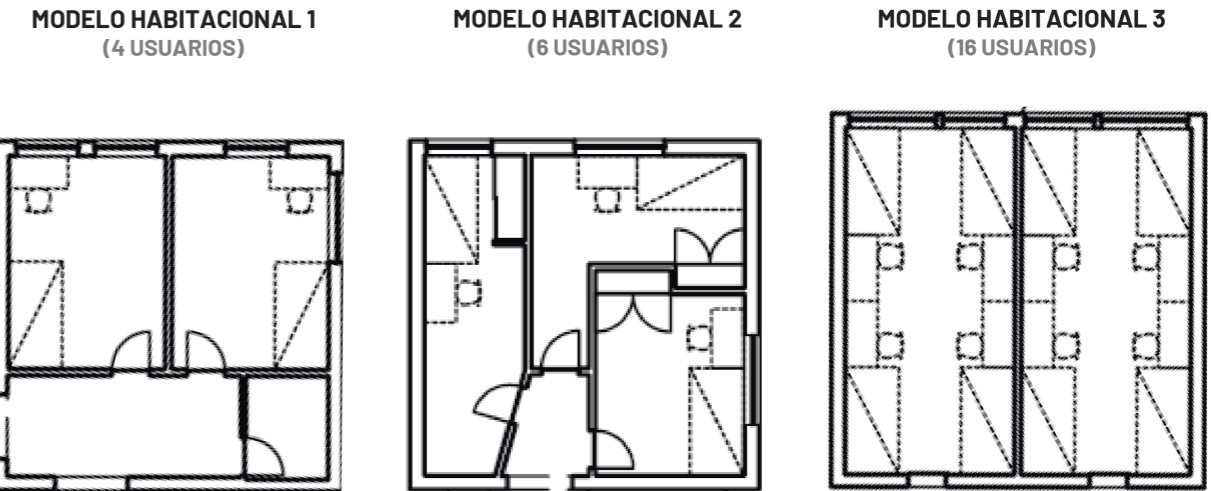 MODELO HABITACIONAL 1
(4 USUARIOS)
MODELO HABITACIONAL 2
(6 USUARIOS)
MODELO HABITACIONAL 3
(16 USUARIOS)